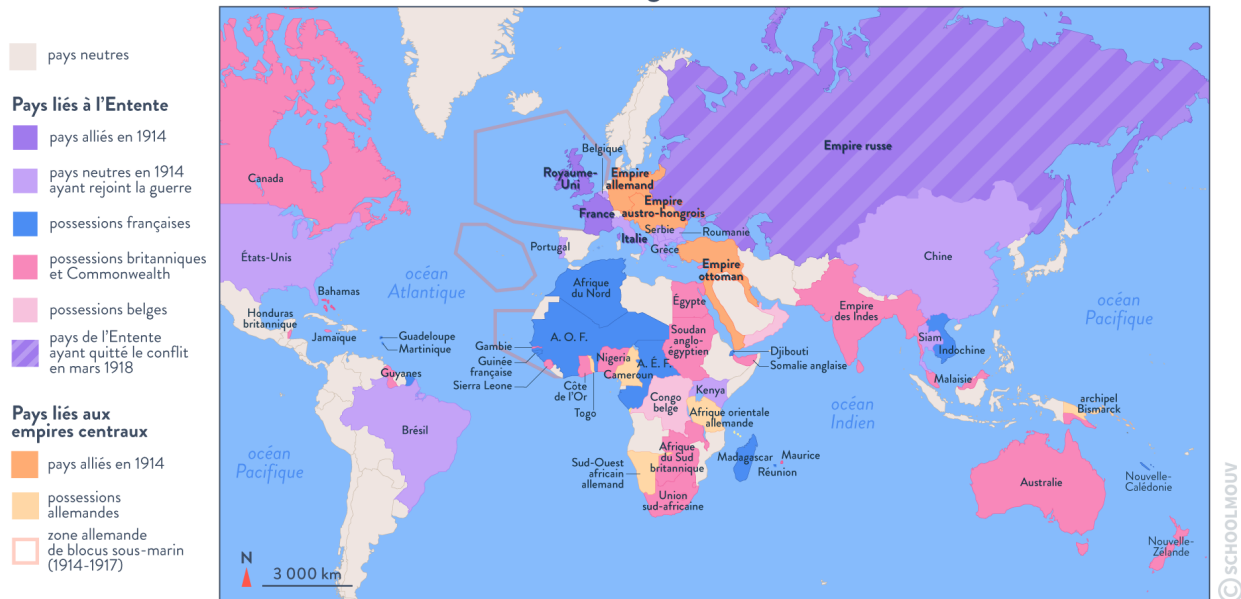 pays neutres
Pays liés à l'Entente
pays alliés en 1914
pays neutres en 1914
ayant rejoint la guerre
possessions françaises
possessions britanniques
et Commonwealth
possessions belges
pays de l'Entente
ayant quitté le conflit
en mars 1918
Pays liés aux
empires centraux
pays alliés en 1914
possessions
allemandes
zone allemande
de blocus sous-marin
(1914-1917)
Canada
États-Unis
Bahamas
Honduras
britannique
Jamaïque
Guadeloupe
Martinique
Guyanes
Brésil
océan
Pacifique
océan
Atlantique
Belgique
Royaume-
Uni
Empire
allemand
Empire
austro-hongrois
France
Italie
Serbie
Roumanie
Grèce
Portugal
Empire russe
Empire
ottoman
Chine
Afrique
du Nord
Égypte
A. O. F.
Soudan
anglo-
égyptien
Gambie
Guinée
française
Sierra Leone
Côte
de l'Or
Togo
Nigeria
Cameroun
A. É. F.
Djibouti
Somalie anglaise
Congo
belge
Kenya
Afrique orientale
allemande
Sud-Ouest
africain
allemand
Afrique
du Sud
britannique
Union
sud-africaine
Madagascar
Maurice
Réunion
Empire
des Indes
Siam
Indochine
Malaisie
océan
Indien
océan
Pacifique
archipel
Bismarck
Australie
Nouvelle-
Calédonie
Nouvelle-
Zélande
N
3 000 km
© SCHOOLMOUV